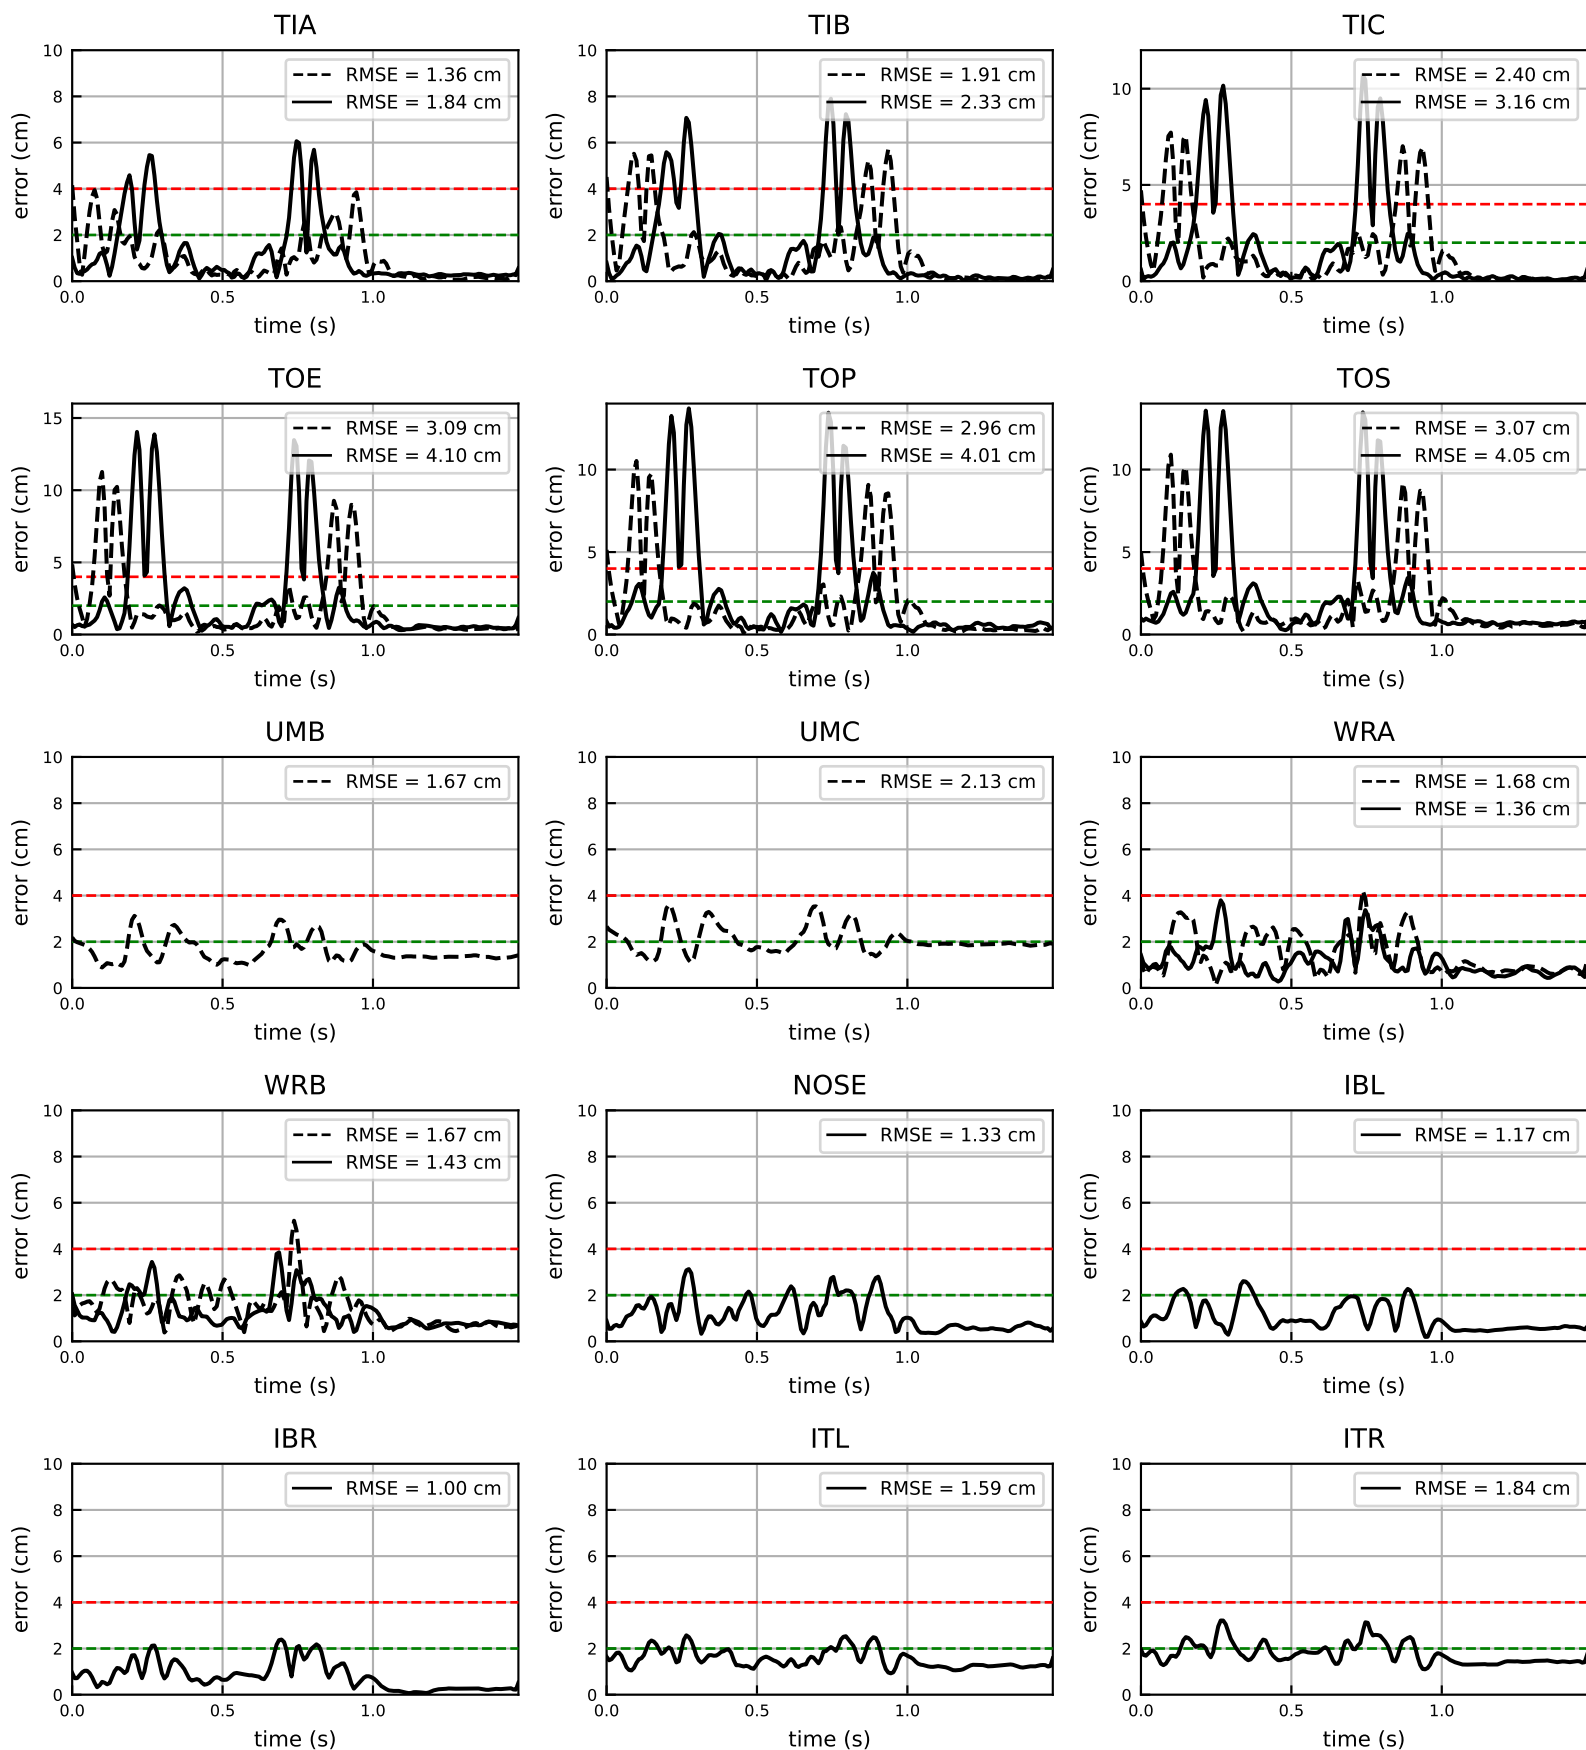 TIA
TIB
TIC
RMSE = 1.36 cm
RMSE = 1.84 cm
RMSE = 1.91 cm
RMSE = 2.33 cm
RMSE = 2.40 cm
RMSE = 3.16 cm
error (cm)
10
8
6
4
2
0
error (cm)
10
8
6
4
2
0
error (cm)
10
5
0
0.0 0.5 1.0
0.0 0.5 1.0
0.0 0.5 1.0
time (s)
time (s)
time (s)
TOE
TOP
TOS
RMSE = 3.09 cm
RMSE = 4.10 cm
RMSE = 2.96 cm
RMSE = 4.01 cm
RMSE = 3.07 cm
RMSE = 4.05 cm
error (cm)
15
10
5
0
error (cm)
10
5
0
error (cm)
10
5
0
0.0 0.5 1.0
0.0 0.5 1.0
0.0 0.5 1.0
time (s)
time (s)
time (s)
UMB
UMC
WRA
RMSE = 1.67 cm
RMSE = 2.13 cm
RMSE = 1.68 cm
RMSE = 1.36 cm
error (cm)
10
8
6
4
2
0
error (cm)
10
8
6
4
2
0
error (cm)
10
8
6
4
2
0
0.0 0.5 1.0
0.0 0.5 1.0
0.0 0.5 1.0
time (s)
time (s)
time (s)
WRB
NOSE
IBL
RMSE = 1.67 cm
RMSE = 1.43 cm
RMSE = 1.33 cm
RMSE = 1.17 cm
error (cm)
10
8
6
4
2
0
error (cm)
10
8
6
4
2
0
error (cm)
10
8
6
4
2
0
0.0 0.5 1.0
0.0 0.5 1.0
0.0 0.5 1.0
time (s)
time (s)
time (s)
IBR
ITL
ITR
RMSE = 1.00 cm
RMSE = 1.59 cm
RMSE = 1.84 cm
error (cm)
10
8
6
4
2
0
error (cm)
10
8
6
4
2
0
error (cm)
10
8
6
4
2
0
0.0 0.5 1.0
0.0 0.5 1.0
0.0 0.5 1.0
time (s)
time (s)
time (s)